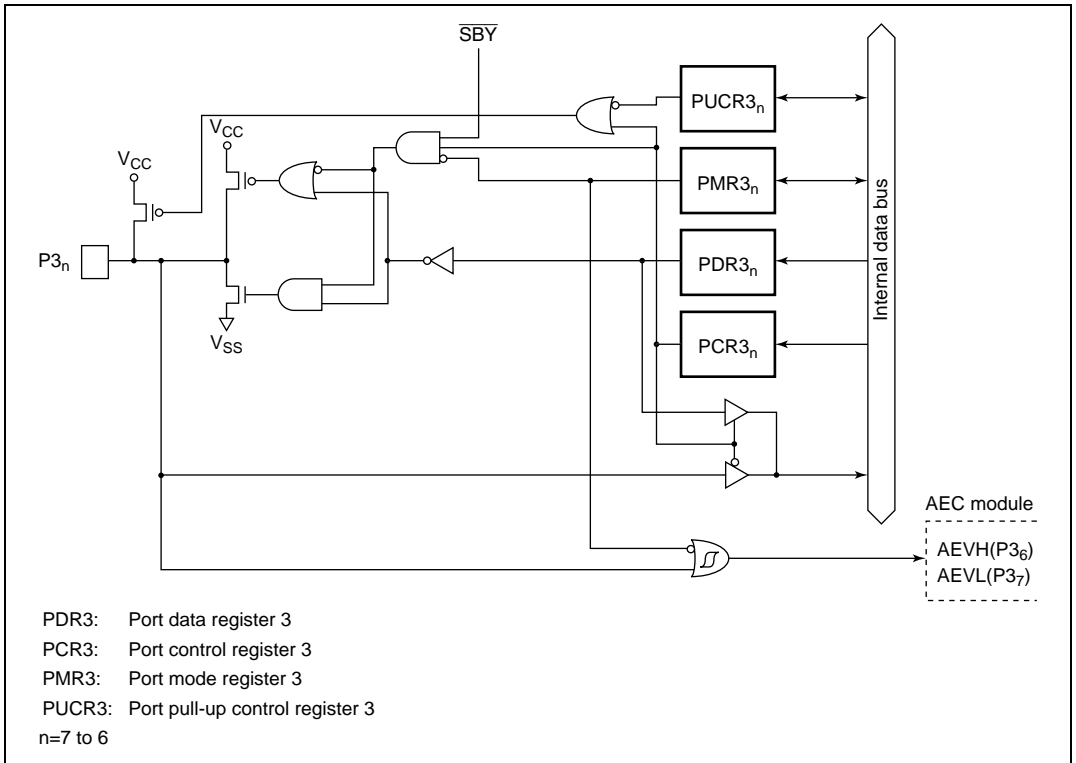 SBY
PUCR3n
VCC
VCC
PMR3n
P3n
PDR3n
Internal data bus
VSS
PCR3n
AEC module
AEVH(P36)
AEVL(P37)
PDR3: Port data register 3
PCR3: Port control register 3
PMR3: Port mode register 3
PUCR3: Port pull-up control register 3
n=7 to 6